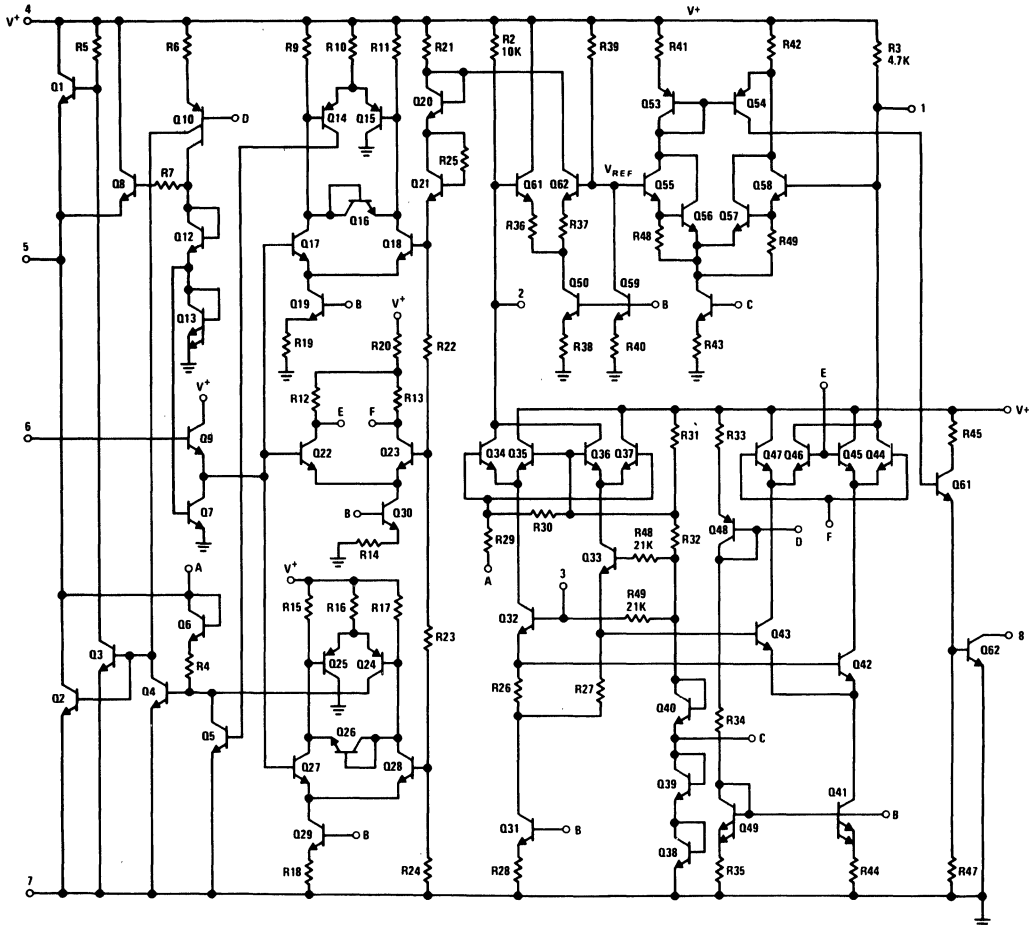 V+ 4
V+
R5
R6
R9
R10
R11
R21
R2
10K
R39
R41
R42
R3
4.7K
Q1
Q10
D
Q14
Q15
Q20
Q53
Q54
1
R25
Q8
R7
Q21
VREF
Q61
Q62
Q55
Q58
Q16
R36
R37
Q56
Q57
Q12
Q17
Q18
R48
R49
5
Q13
Q19
B
2
Q50
Q59
B
C
V+
R19
R20
R22
R38
R40
R43
E
V+
R12
R13
V+
6
E
F
R31
R33
R45
Q9
Q22
Q23
Q34
Q35
Q36
Q37
Q47
Q46
Q45
Q44
Q61
Q7
B
Q30
R30
R29
R48
21K
R32
Q48
D
F
R14
A
Q33
A
V+
3
R49
21K
Q6
R15
R16
R17
R23
Q32
Q43
8
Q3
R4
Q25
Q24
Q42
Q62
Q2
Q4
R26
R27
Q40
Q5
Q26
R34
C
Q27
Q28
Q39
Q41
Q29
B
Q31
B
Q49
B
Q38
R18
R24
R28
R35
R44
R47
7